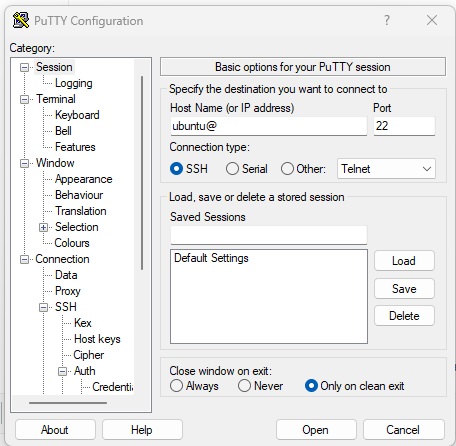 PuTTY Configuration
?
Category:
Session
Logging
Terminal
Keyboard
Bell
Features
Window
Appearance
Behaviour
Translation
Selection
Colours
Connection
Data
Proxy
SSH
Kex
Host keys
Cipher
Auth
Credentia
Basic options for your PuTTY session
Specify the destination you want to connect to
Host Name (or IP address) Port
ubuntu@ 22
Connection type:
SSH Serial Other: Telnet
Load, save or delete a stored session
Saved Sessions
Default Settings
Load
Save
Delete
Close window on exit:
Always Never Only on clean exit
About Help Open Cancel